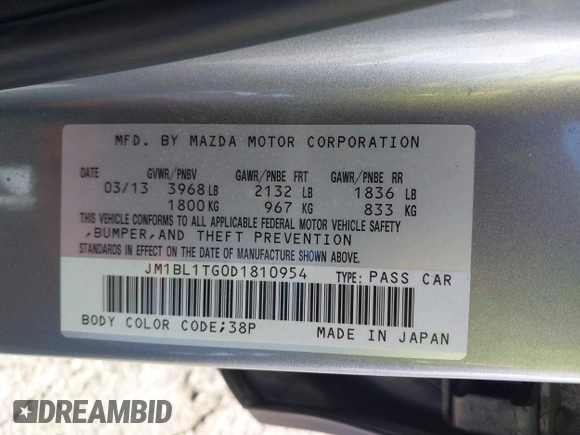 MFD. BY MAZDA MOTOR CORPORATION
DATE GVWR/PNBV GAWR/PNBE FRT GAWR/PNBE RR
03/13 3968 LB 2132 LB 1836 LB
1800 KG 967 KG 833 KG
THIS VEHICLE CONFORMS TO ALL APPLICABLE FEDERAL MOTOR VEHICLE SAFETY
,BUMPER,AND THEFT PREVENTION
STANDARDS IN EFFECT ON THE DATE OF MANUFACTURE SHOWN ABOVE.
JM1BL1TG0D1810954 TYPE: PASS CAR
BODY COLOR CODE;38P MADE IN JAPAN
DREAMBID